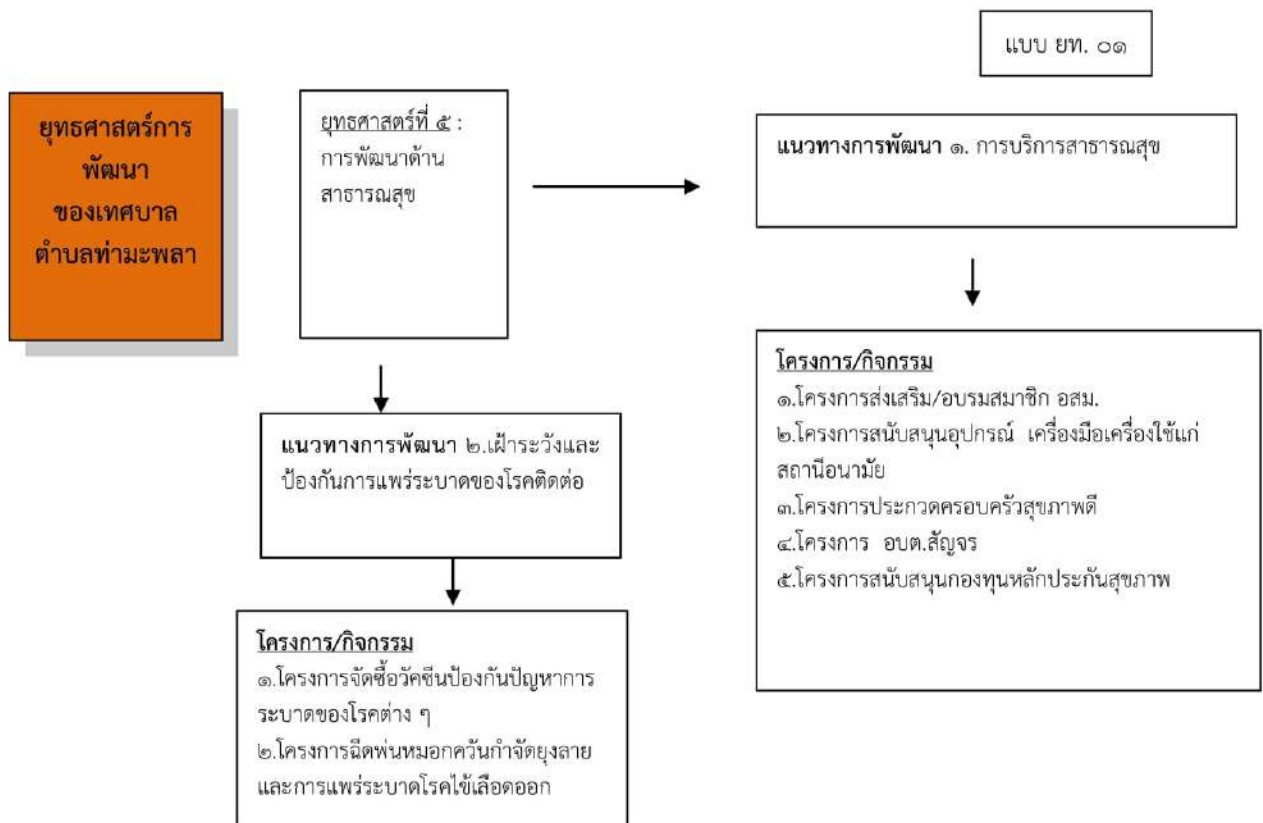 แบบ ยท. ๐๑
ยุทธศาสตร์การ
พัฒนา
ของเทศบาล
ตำบลท่ามะพลา
ยุทธศาสตร์ที่ ๕ :
การพัฒนาด้าน
สาธารณสุข
แนวทางการพัฒนา ๑. การบริการสาธารณสุข
โครงการ/กิจกรรม
๑.โครงการส่งเสริม/อบรมสมาชิก อสม.
๒.โครงการสนับสนุนอุปกรณ์ เครื่องมือเครื่องใช้แก่
สถานีอนามัย
๓.โครงการประกวดครอบครัวสุขภาพดี
๔.โครงการ อบต.สัญจร
๕.โครงการสนับสนุนกองทุนหลักประกันสุขภาพ
แนวทางการพัฒนา ๒.เฝ้าระวังและ
ป้องกันการแพร่ระบาดของโรคติดต่อ
โครงการ/กิจกรรม
๑.โครงการจัดซื้อวัคซีนป้องกันปัญหาการ
ระบาดของโรคต่าง ๆ
๒.โครงการฉีดพ่นหมอกควันกำจัดยุงลาย
และการแพร่ระบาดโรคไข้เลือดออก